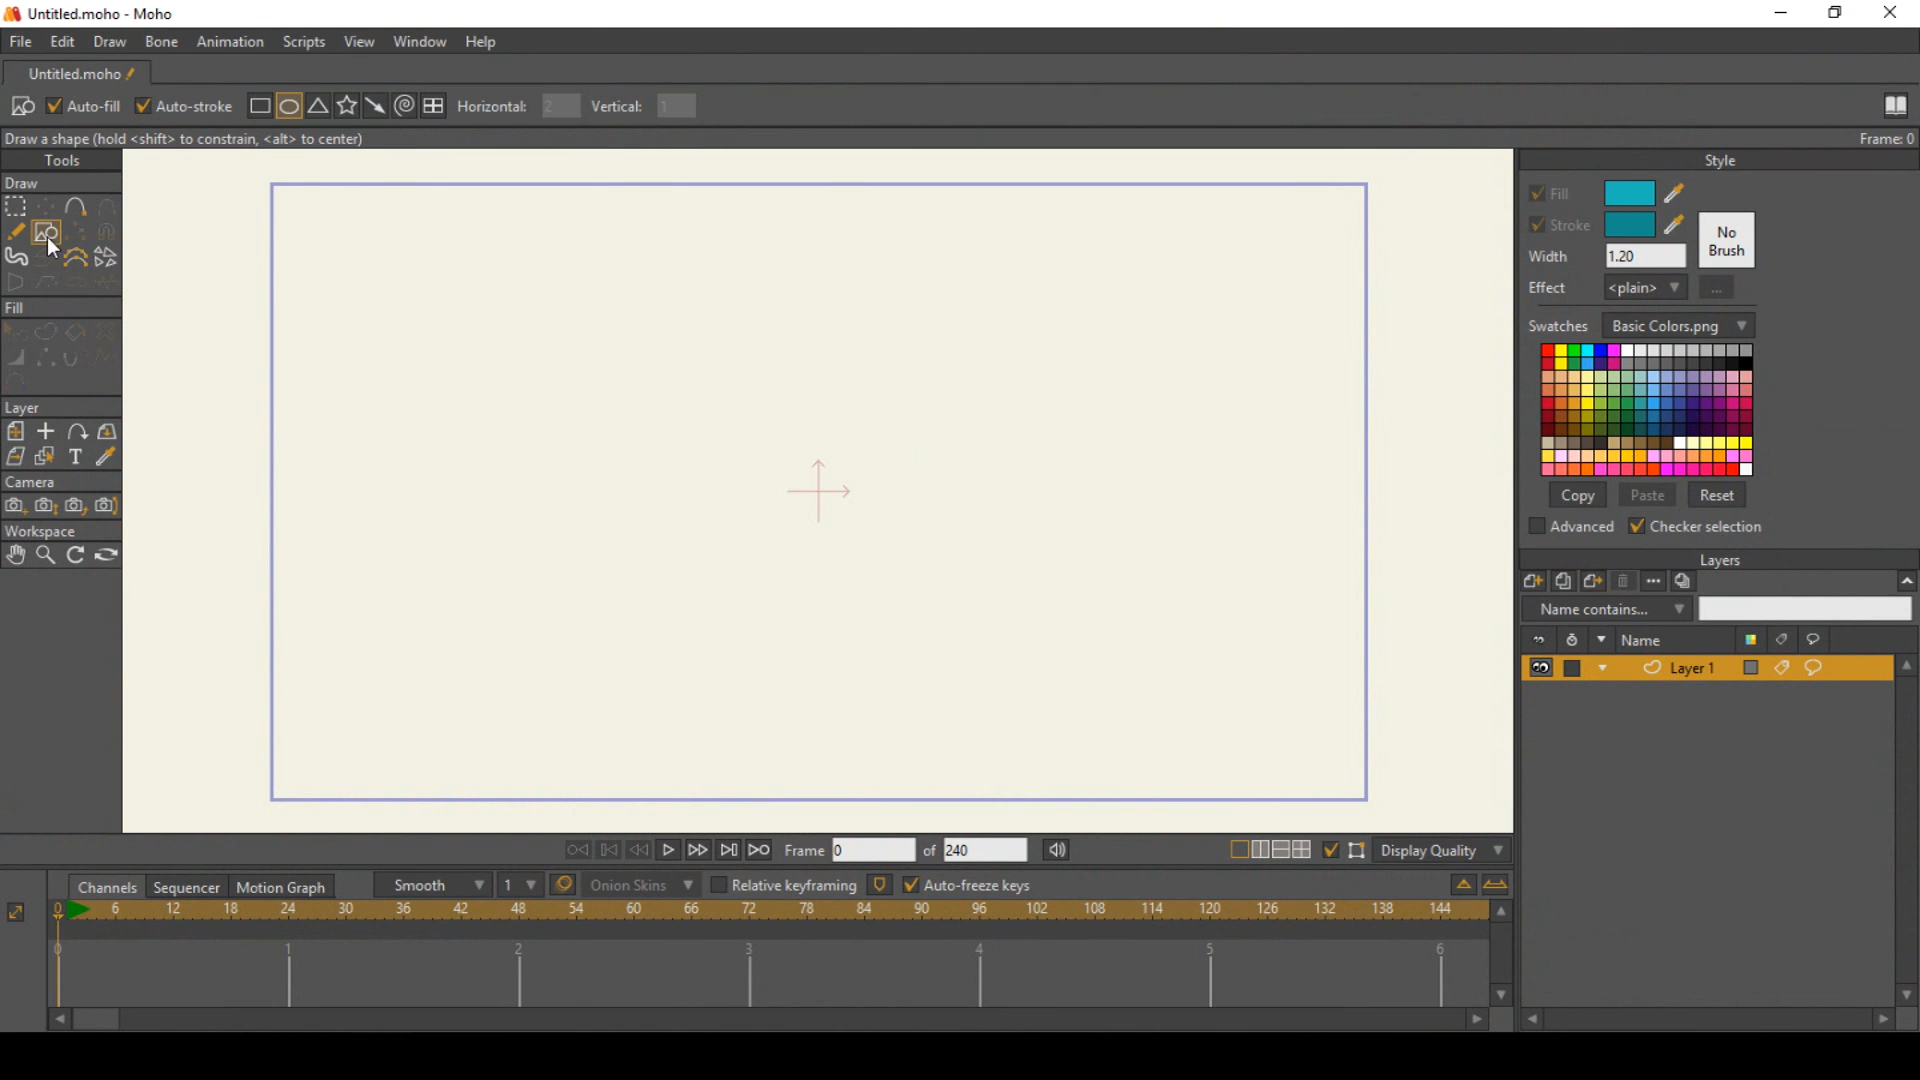 Untitled.moho - Moho
File Edit Draw Bone Animation Scripts View Window Help
Untitled.moho
Auto-fill Auto-stroke Horizontal: 2 Vertical: 1
Draw a shape (hold <shift> to constrain, <alt> to center) Frame: 0
Tools
Draw
Fill
Layer
T
Camera
Workspace
Style
Fill
Stroke
No Brush
Width 1.20
Effect <plain> ...
Swatches Basic Colors.png
Copy Paste Reset
Advanced Checker selection
Layers
Name contains...
Name
Layer 1
Frame 0 of 240 Display Quality
Channels Sequencer Motion Graph Smooth 1 Onion Skins Relative keyframing Auto-freeze keys
0 6 12 18 24 30 36 42 48 54 60 66 72 78 84 90 96 102 108 114 120 126 132 138 144
0 1 2 3 4 5 6